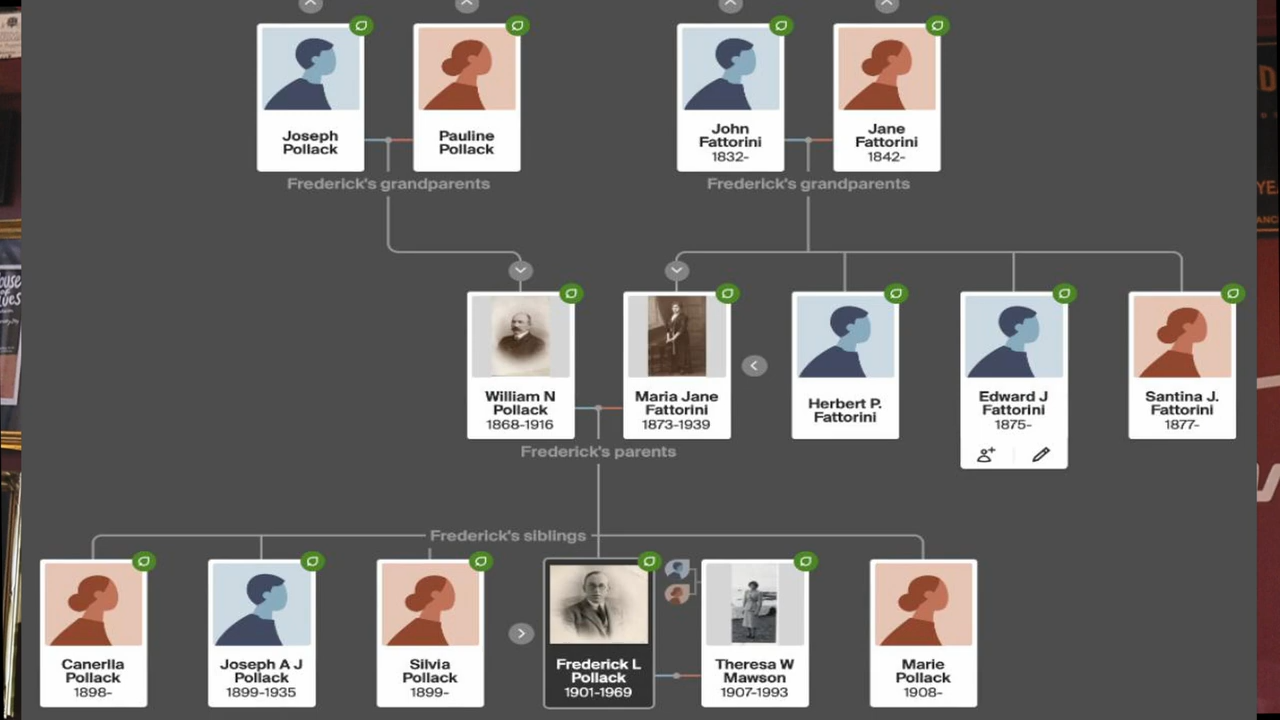 Joseph
Pollack
Pauline
Pollack
John
Fattorini
1832-
Jane
Fattorini
1842-
Frederick's grandparents
Frederick's grandparents
William N
Pollack
1868-1916
Maria Jane
Fattorini
1873-1939
Herbert P.
Fattorini
Edward J
Fattorini
1875-
Santina J.
Fattorini
1877-
Frederick's parents
Frederick's siblings
Canerlla
Pollack
1898-
Joseph A J
Pollack
1899-1935
Silvia
Pollack
1899-
Frederick L
Pollack
1901-1969
Theresa W
Mawson
1907-1993
Marie
Pollack
1908-